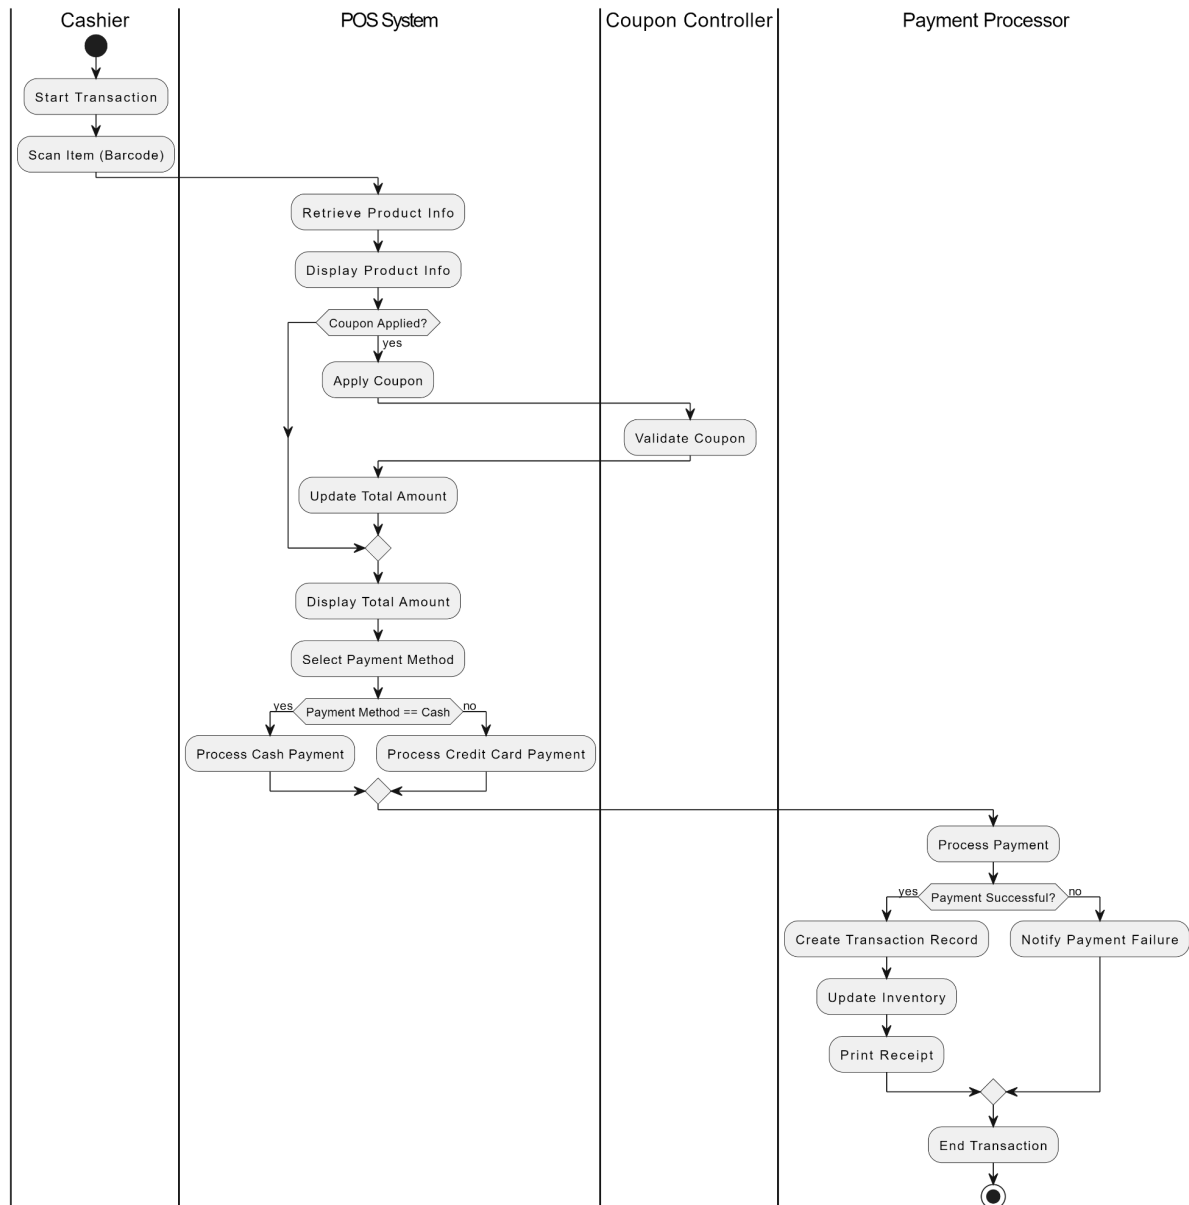 Cashier
POS System
Coupon Controller
Payment Processor
Start Transaction
Scan Item (Barcode)
Retrieve Product Info
Display Product Info
Coupon Applied?
yes
Apply Coupon
Validate Coupon
Update Total Amount
Display Total Amount
Select Payment Method
yes
Payment Method == Cash
no
Process Cash Payment
Process Credit Card Payment
Process Payment
yes
Payment Successful?
no
Create Transaction Record
Notify Payment Failure
Update Inventory
Print Receipt
End Transaction